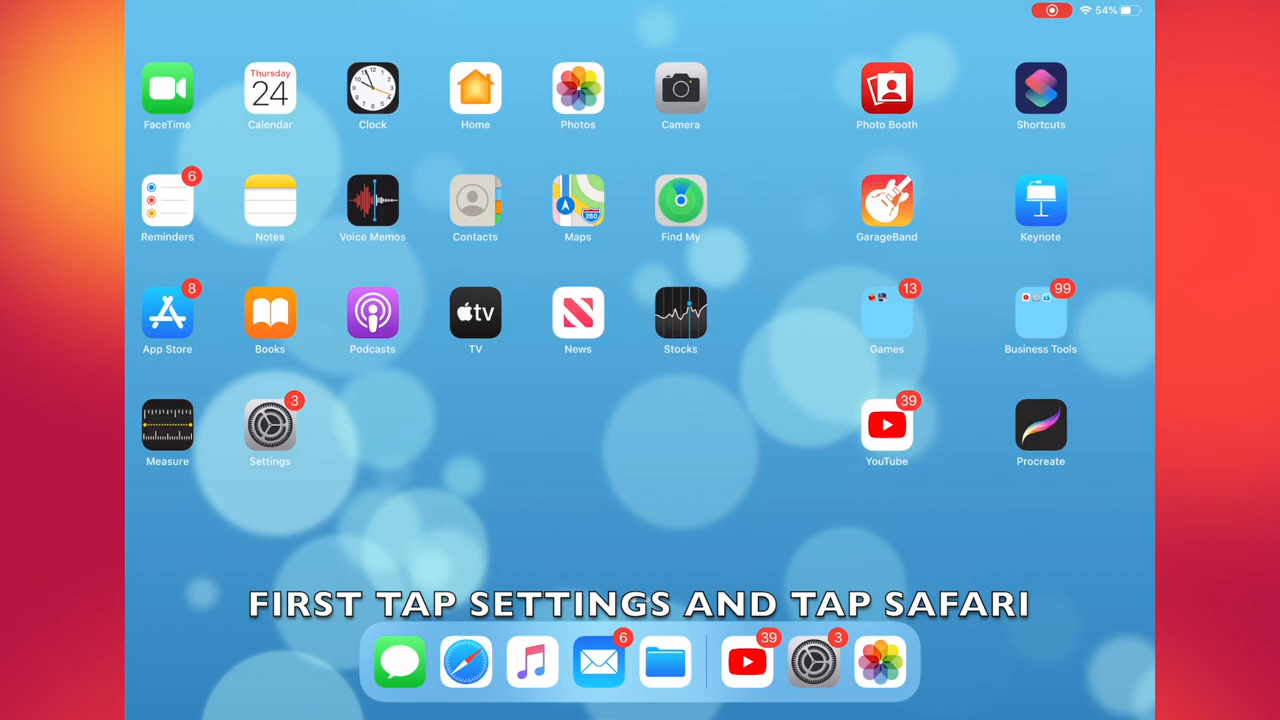 54%
Thursday
24
FaceTime
Calendar
Clock
Home
Photos
Camera
Photo Booth
Shortcuts
6
Reminders
Notes
Voice Memos
Contacts
280
Maps
Find My
GarageBand
Keynote
8
App Store
Books
Podcasts
tv
TV
News
Stocks
13
Games
99
Business Tools
Measure
3
Settings
39
YouTube
Procreate
FIRST TAP SETTINGS AND TAP SAFARI
6
39
3